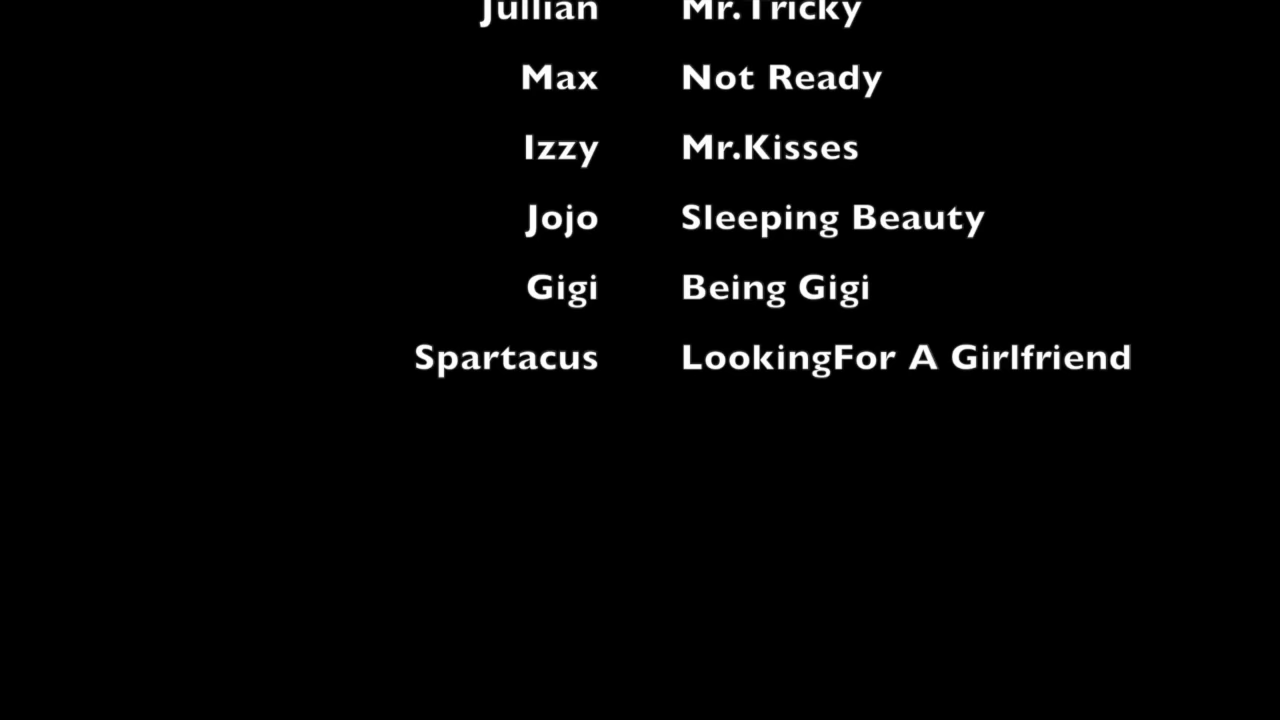 Jullian Mr.Tricky
Max Not Ready
Izzy Mr.Kisses
Jojo Sleeping Beauty
Gigi Being Gigi
Spartacus LookingFor A Girlfriend